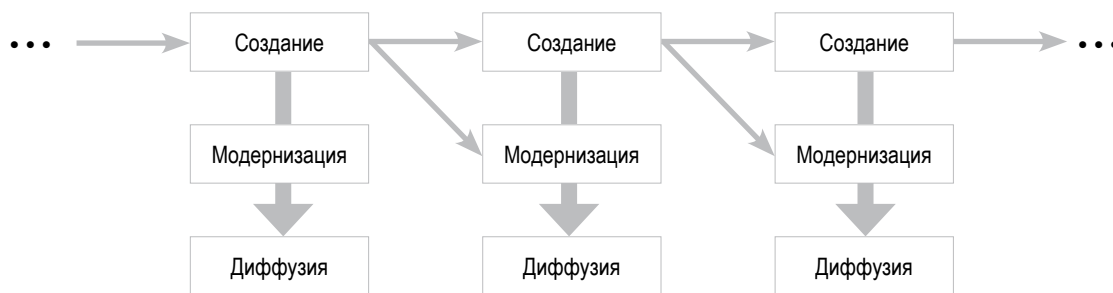 ... Создание Создание Создание ...
Модернизация Модернизация Модернизация
Диффузия Диффузия Диффузия